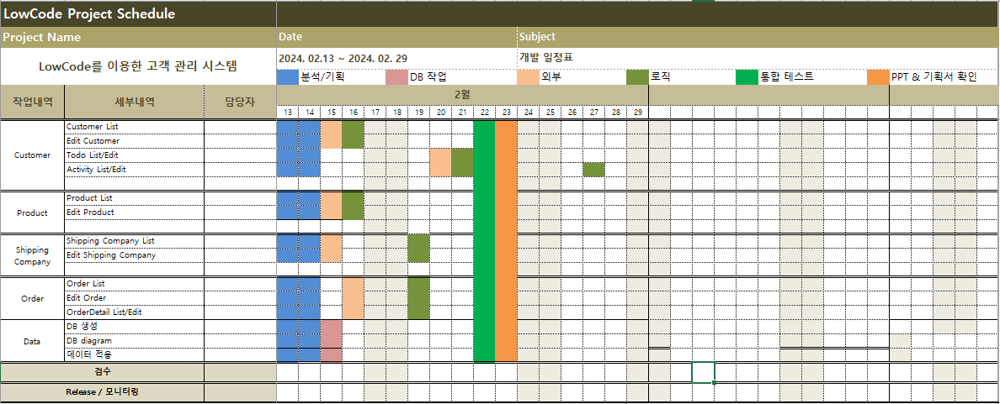 LowCode Project Schedule
Project Name Date Subject
LowCode를 이용한 고객 관리 시스템 2024. 02.13 ~ 2024. 02. 29 개발 일정표
분석/기획 DB 작업 외부 로직 통합 테스트 PPT & 기획서 확인
작업내역 세부내역 담당자 2월
13 14 15 16 17 18 19 20 21 22 23 24 25 26 27 28 29
Customer
Customer List
Edit Customer
Todo List/Edit
Activity List/Edit
Product
Product List
Edit Product
Shipping
Company
Shipping Company List
Edit Shipping Company
Order
Order List
Edit Order
OrderDetail List/Edit
Data
DB 생성
DB diagram
데이터 적용
검수
Release / 모니터링